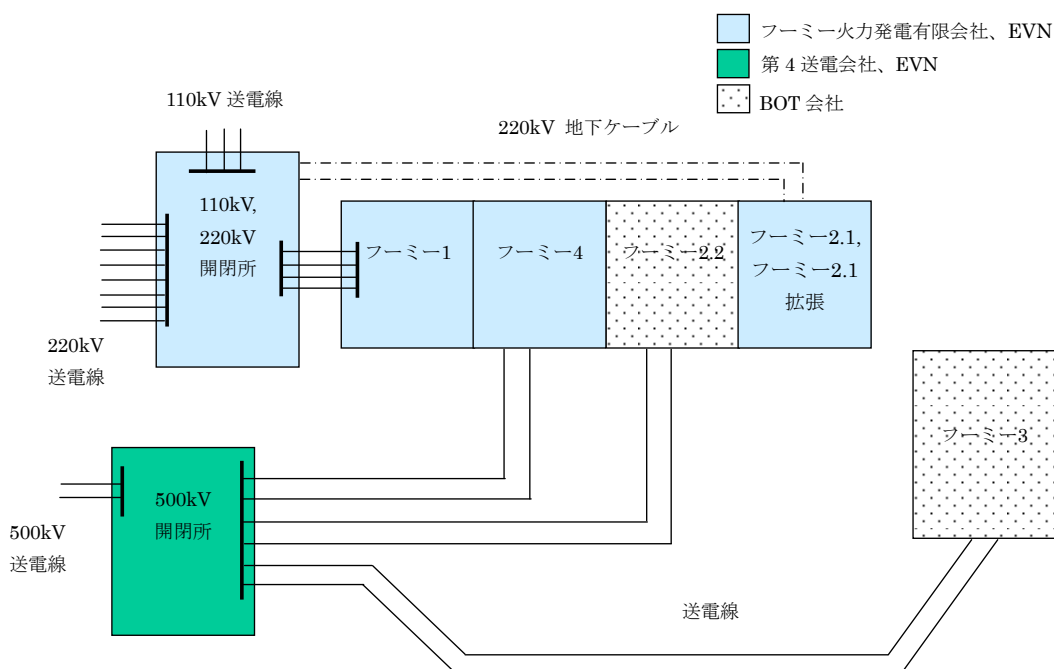 フーミー火力発電有限会社、EVN
第 4 送電会社、EVN
BOT 会社
110kV 送電線
220kV 地下ケーブル
110kV,
220kV
開閉所
フーミー1
フーミー4
フーミー2.2
フーミー2.1,
フーミー2.1
拡張
220kV
送電線
フーミー3
500kV
開閉所
500kV
送電線
送電線